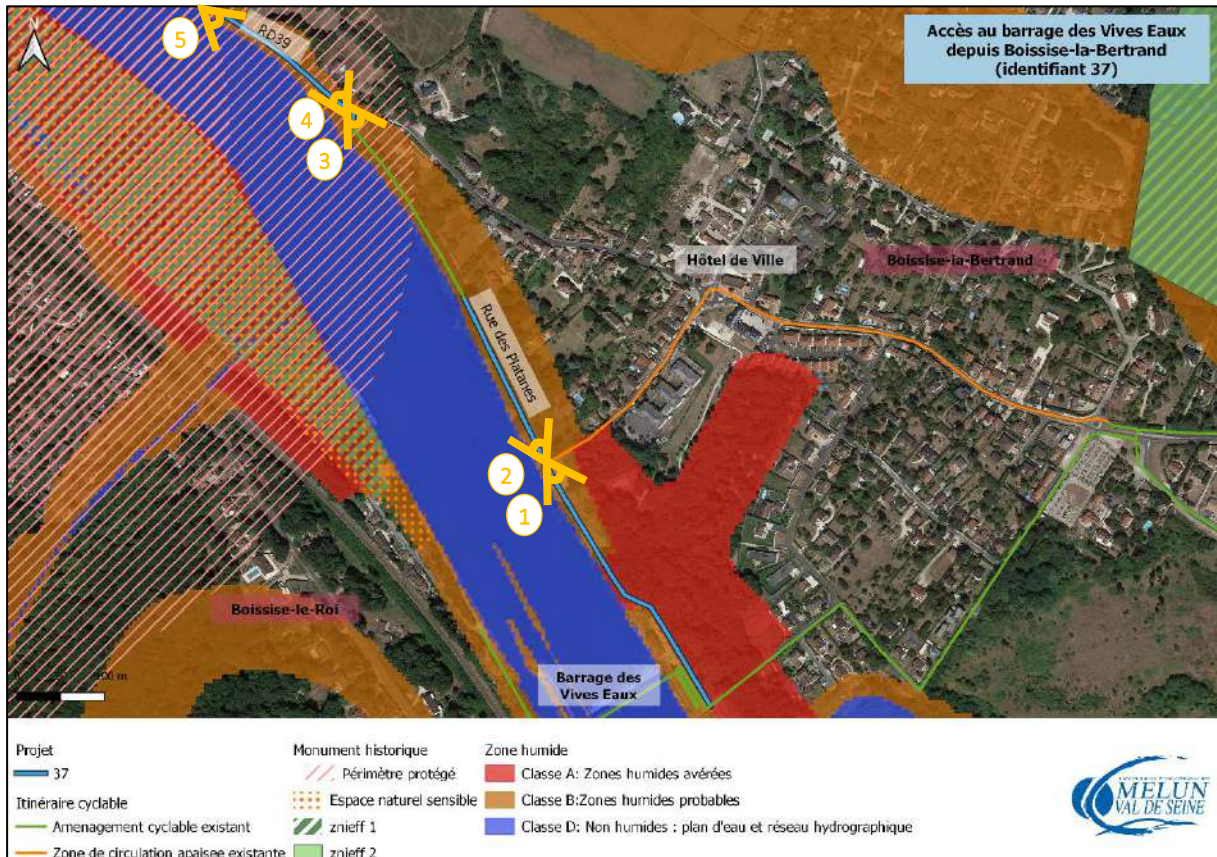 Accès au barrage des Vives Eaux
depuis Boissise-la-Bertrand
(identifiant 37)
N
5
RD39
4
3
Hôtel de Ville
Boissise-la-Bertrand
Rue des Platanes
2
1
Boissise-le-Roi
Barrage des
Vives Eaux
Projet
37
Itinéraire cyclable
Amenagement cyclable existant
Zone de circulation apaisee existante
Monument historique
Périmètre protégé
Espace naturel sensible
znieff 1
znieff 2
Zone humide
Classe A: Zones humides avérées
Classe B:Zones humides probables
Classe D: Non humides : plan d'eau et réseau hydrographique
MELUN
VAL DE SEINE